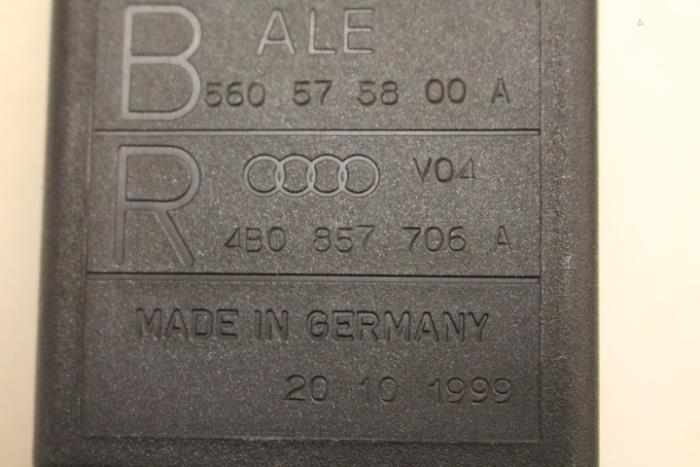 B ALE
560 57 58 00 A
R V04
4B0 857 706 A
MADE IN GERMANY
20 10 1999